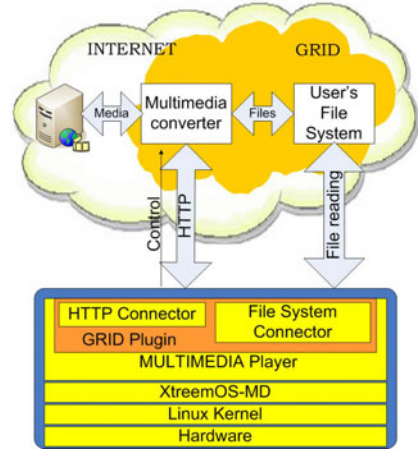 INTERNET
GRID
Media
Multimedia
converter
Files
User's
File
System
Control
HTTP
File reading
HTTP Connector
File System
Connector
GRID Plugin
MULTIMEDIA Player
XtreemOS-MD
Linux Kernel
Hardware